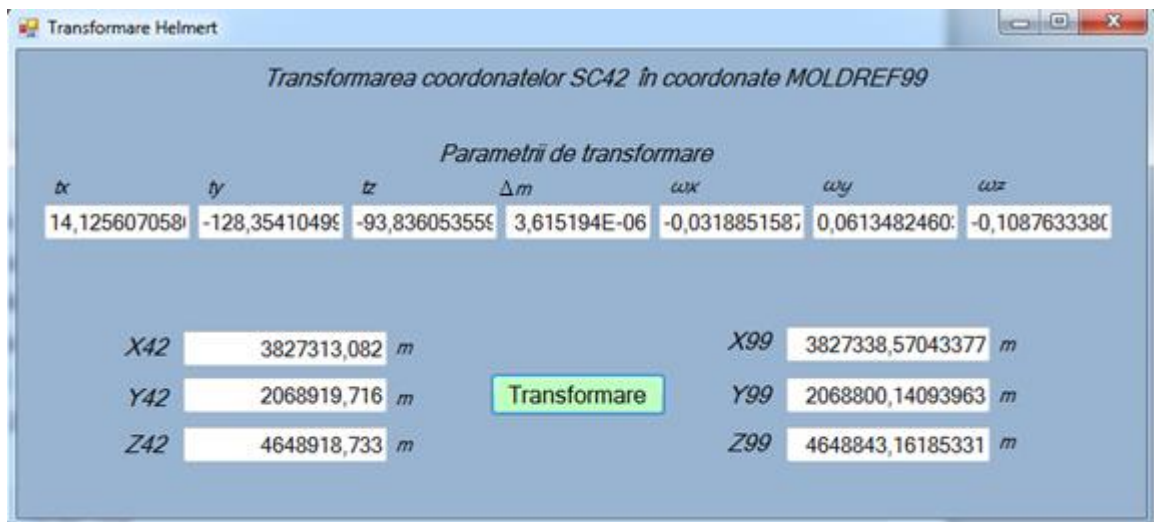 Transformare Helmert
Transformarea coordonatelor SC42 în coordonate MOLDREF99
Parametrii de transformare
tx ty tz Δm ωx ωy ωz
14,125607058 -128,35410499 -93,836053559 3,615194E-06 -0,0318851587 0,061348246 -0,108763338
X42 3827313,082 m X99 3827338,57043377 m
Y42 2068919,716 m Transformare Y99 2068800,14093963 m
Z42 4648918,733 m Z99 4648843,16185331 m